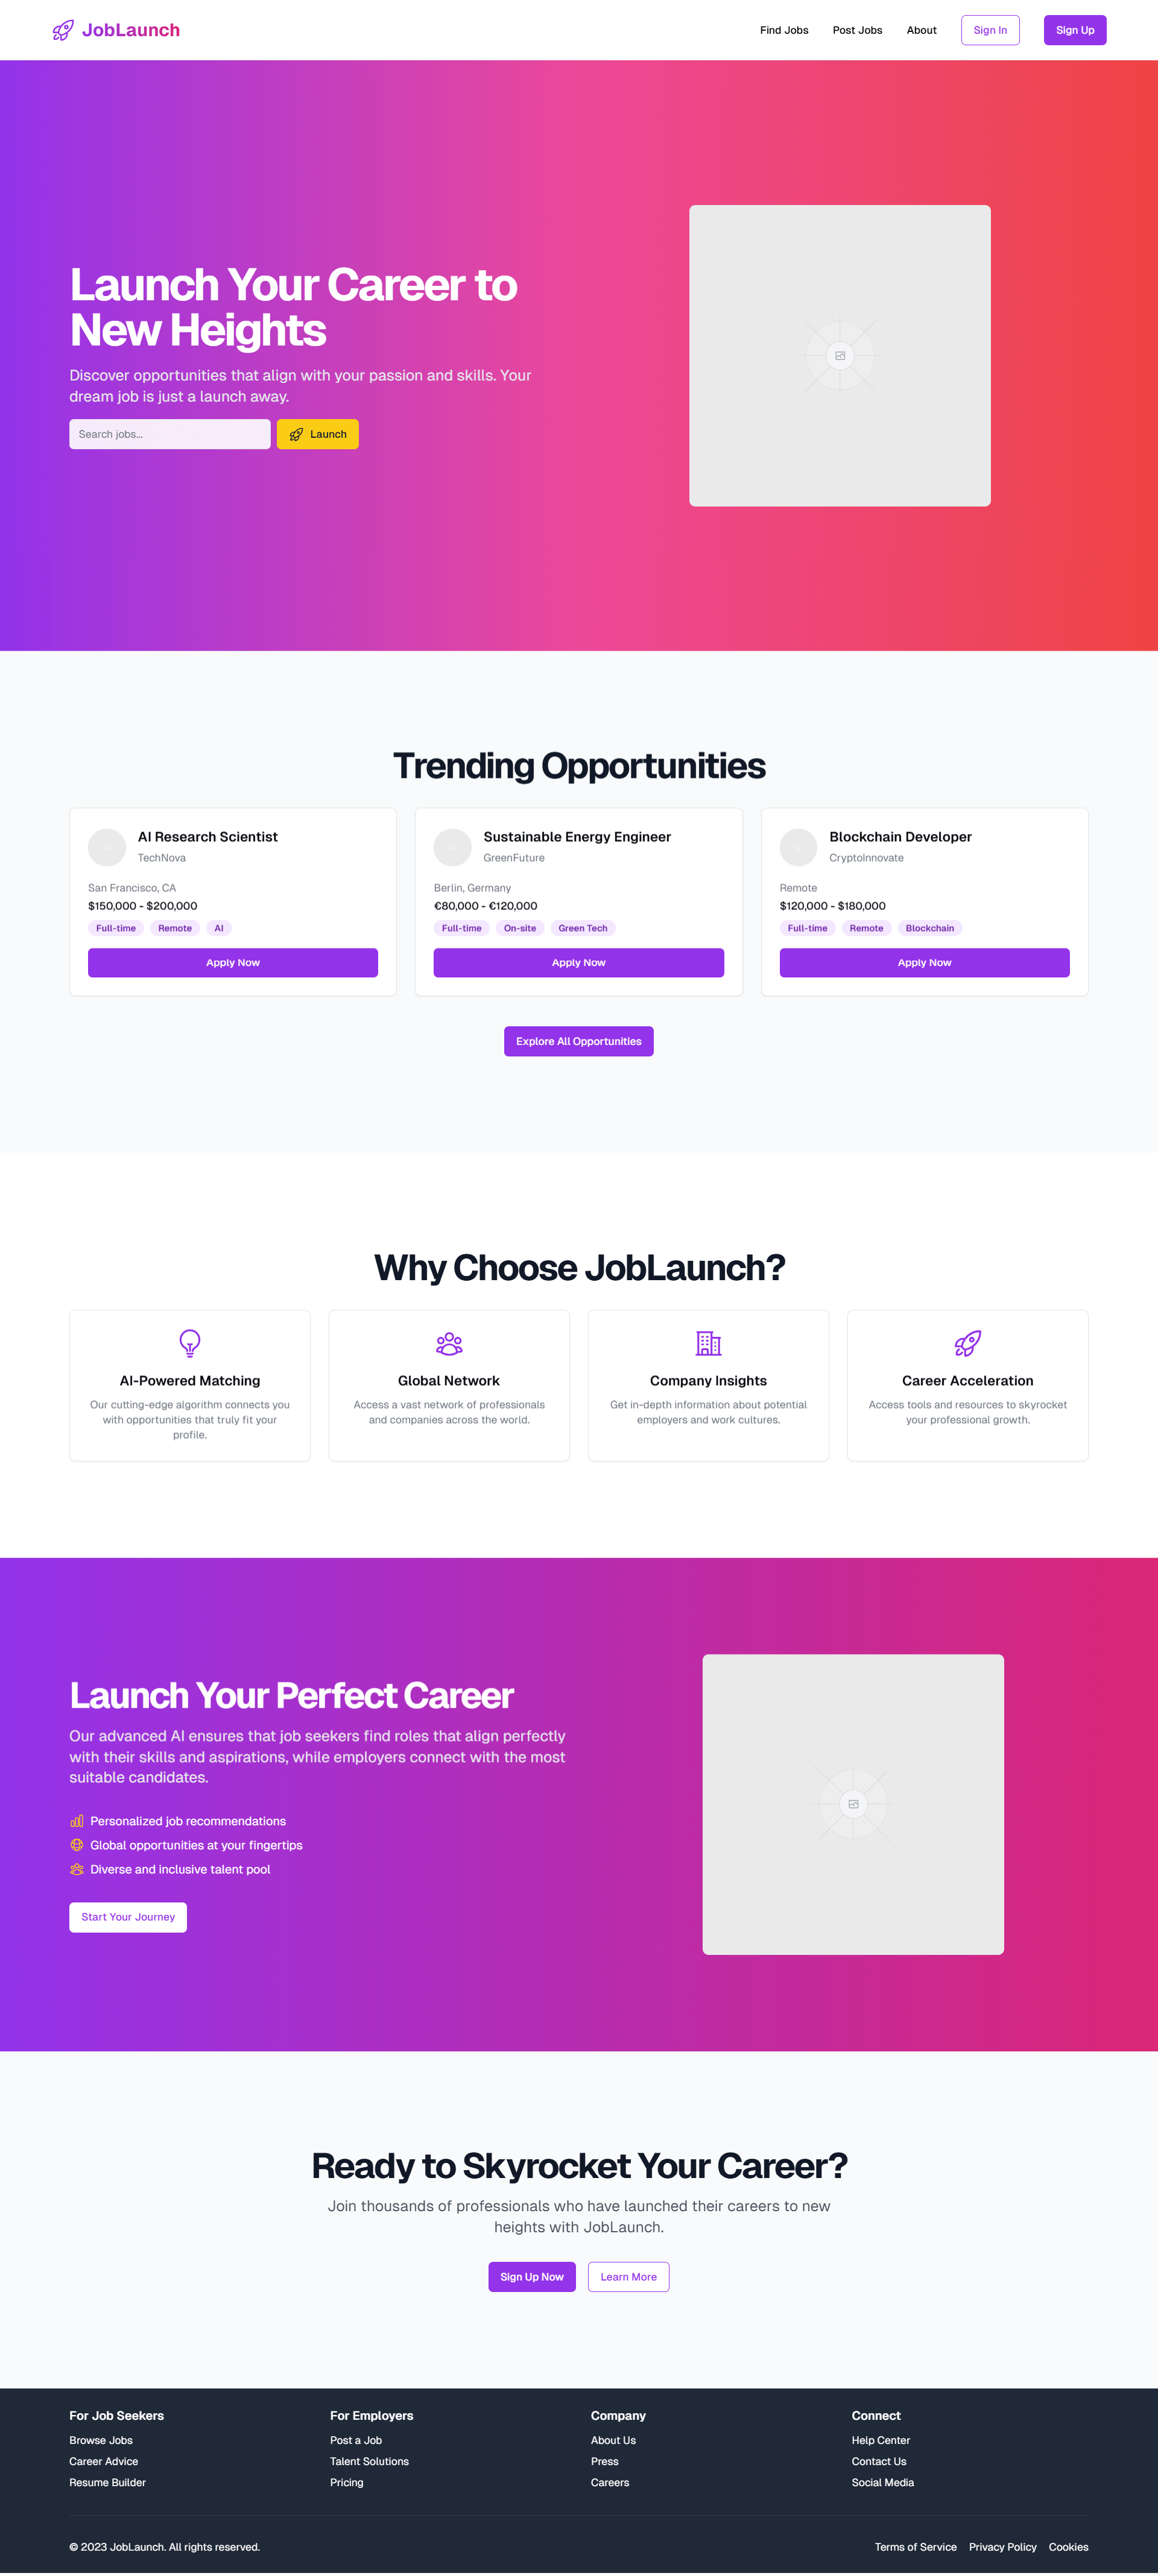 JobLaunch
Find Jobs
Post Jobs
About
Sign In
Sign Up
Launch Your Career to
New Heights
Discover opportunities that align with your passion and skills. Your
dream job is just a launch away.
Search jobs...
Launch
Trending Opportunities
AI Research Scientist
TechNova
San Francisco, CA
$150,000 - $200,000
Full-time Remote AI
Apply Now
Sustainable Energy Engineer
GreenFuture
Berlin, Germany
€80,000 - €120,000
Full-time On-site Green Tech
Apply Now
Blockchain Developer
CryptoInnovate
Remote
$120,000 - $180,000
Full-time Remote Blockchain
Apply Now
Explore All Opportunities
Why Choose JobLaunch?
AI-Powered Matching
Our cutting-edge algorithm connects you
with opportunities that truly fit your
profile.
Global Network
Access a vast network of professionals
and companies across the world.
Company Insights
Get in-depth information about potential
employers and work cultures.
Career Acceleration
Access tools and resources to skyrocket
your professional growth.
Launch Your Perfect Career
Our advanced AI ensures that job seekers find roles that align perfectly
with their skills and aspirations, while employers connect with the most
suitable candidates.
Personalized job recommendations
Global opportunities at your fingertips
Diverse and inclusive talent pool
Start Your Journey
Ready to Skyrocket Your Career?
Join thousands of professionals who have launched their careers to new
heights with JobLaunch.
Sign Up Now
Learn More
For Job Seekers
Browse Jobs
Career Advice
Resume Builder
For Employers
Post a Job
Talent Solutions
Pricing
Company
About Us
Press
Careers
Connect
Help Center
Contact Us
Social Media
© 2023 JobLaunch. All rights reserved.
Terms of Service Privacy Policy Cookies